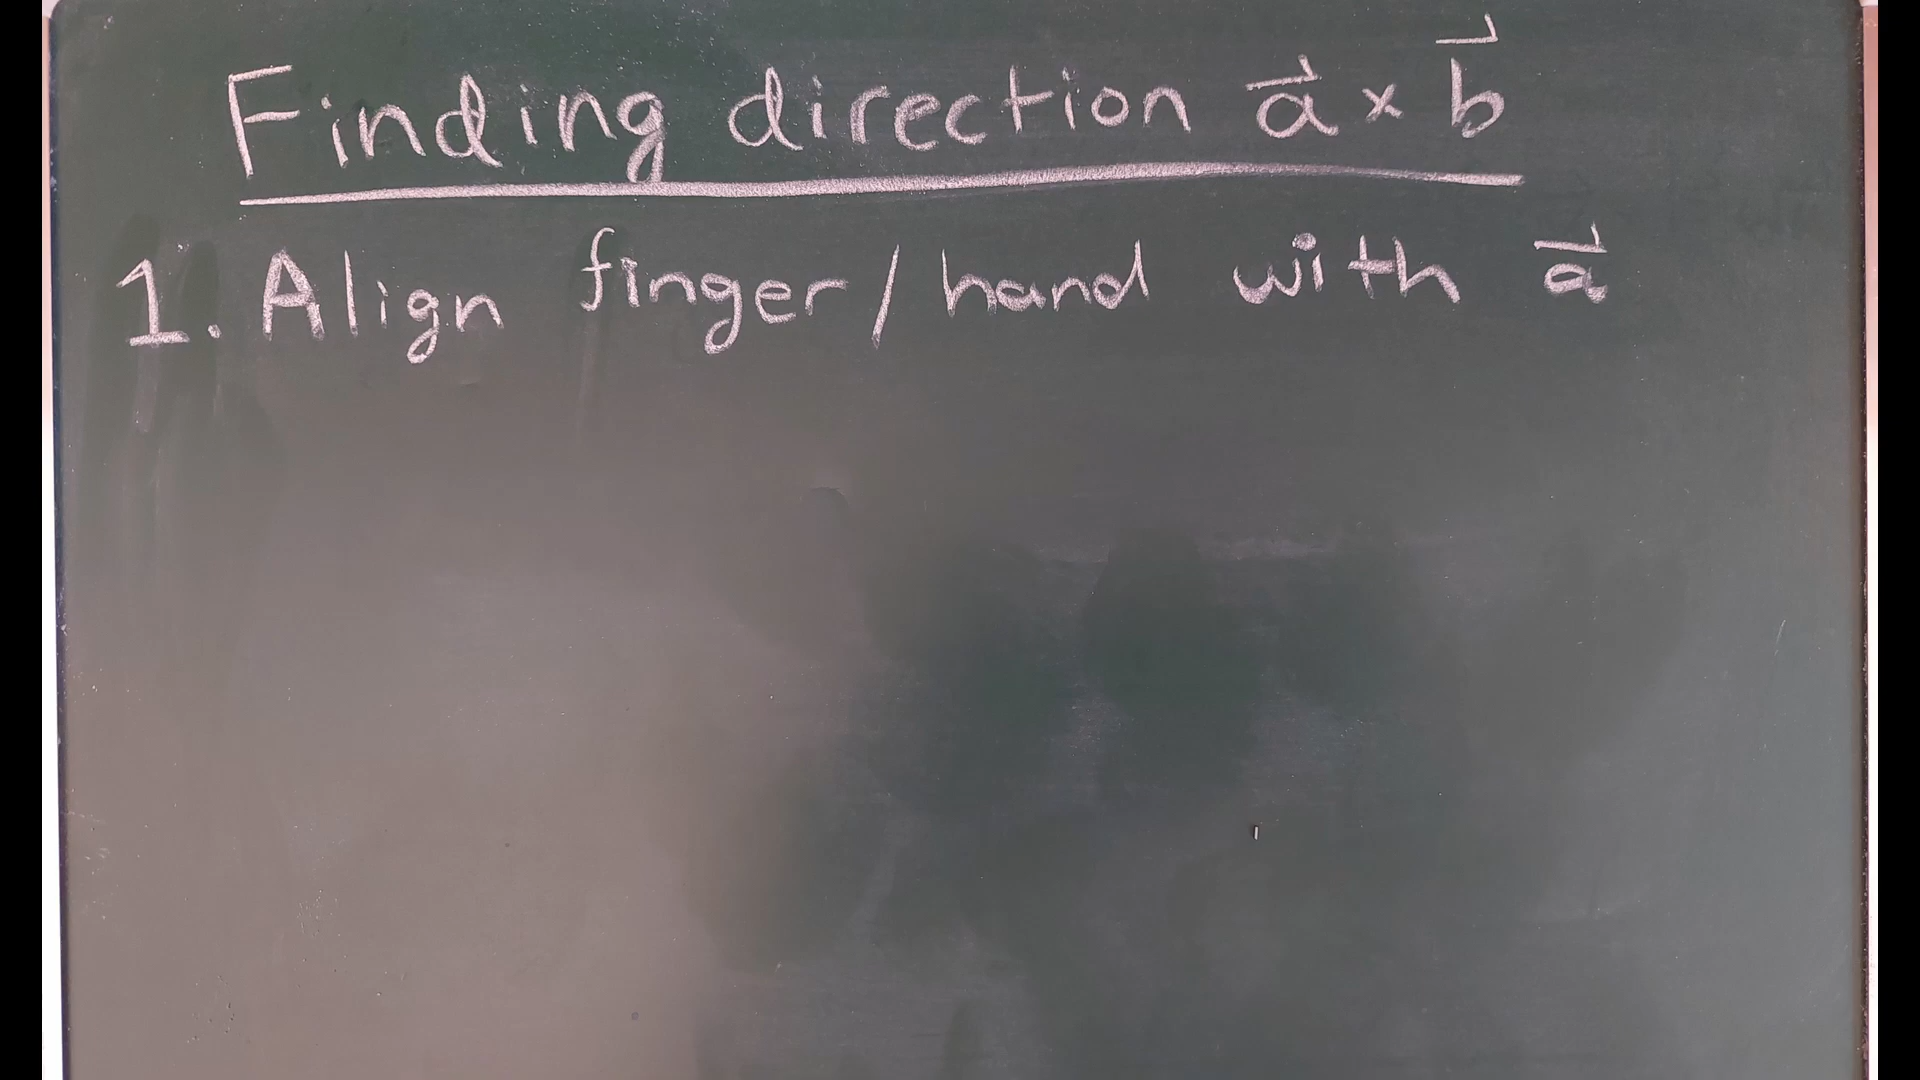 Finding direction a⃗ × b⃗
1. Align finger/hand with a⃗